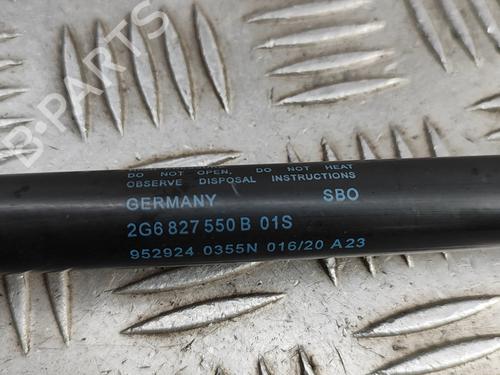 B-PARTS
DO NOT OPEN, DO NOT HEAT
OBSERVE DISPOSAL INSTRUCTIONS
GERMANY SBO
2G6 827 550 B 01S
952924 0355N 016/20 A23